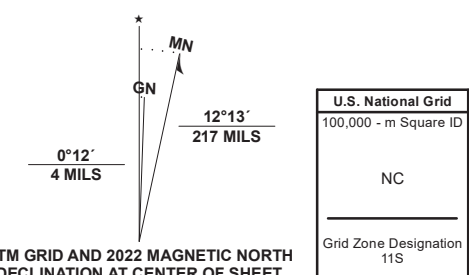 ★
MN
GN
12°13´
217 MILS
0°12´
4 MILS
TM GRID AND 2022 MAGNETIC NORTH
DECLINATION AT CENTER OF SHEET
U.S. National Grid
100,000 - m Square ID
NC
Grid Zone Designation
11S